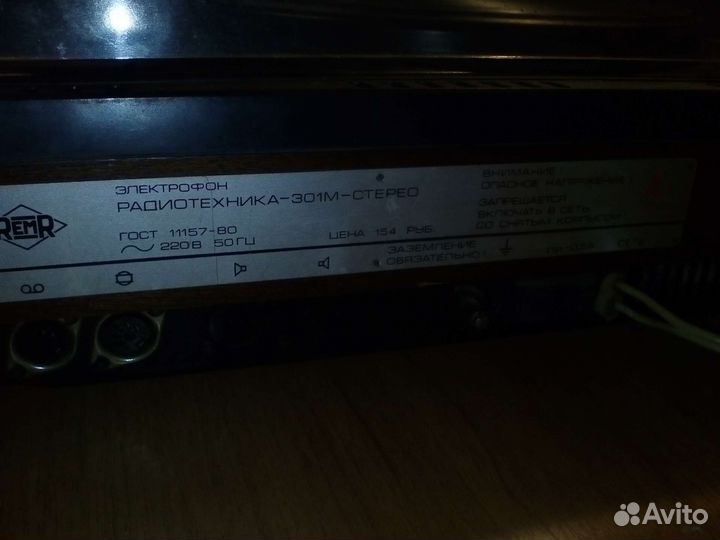 ЭЛЕКТРОФОН
РАДИОТЕХНИКА-301М-СТЕРЕО
REMR
ГОСТ 11157-80
ЦЕНА 154 РУБ.
~ 220В 50ГЦ
ЗАЗЕМЛЕНИЕ
ОБЯЗАТЕЛЬНО!
ВНИМАНИЕ
ОПАСНОЕ НАПРЯЖЕНИЕ
ЗАПРЕЩАЕТСЯ
ВКЛЮЧАТЬ В СЕТЬ
СО СНЯТЫМ КОРПУСОМ
Avito